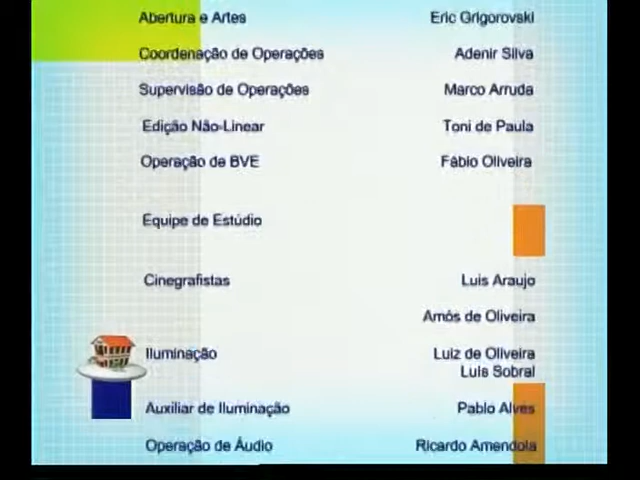 Abertura e Artes Eric Grigorovski
Coordenação de Operações Adenir Silva
Supervisão de Operações Marco Arruda
Edição Não-Linear Toni de Paula
Operação de BVE Fábio Oliveira
Equipe de Estúdio
Cinegrafistas Luis Araujo
Amós de Oliveira
Iluminação Luiz de Oliveira
Luis Sobral
Auxiliar de Iluminação Pablo Alves
Operação de Áudio Ricardo Amendola